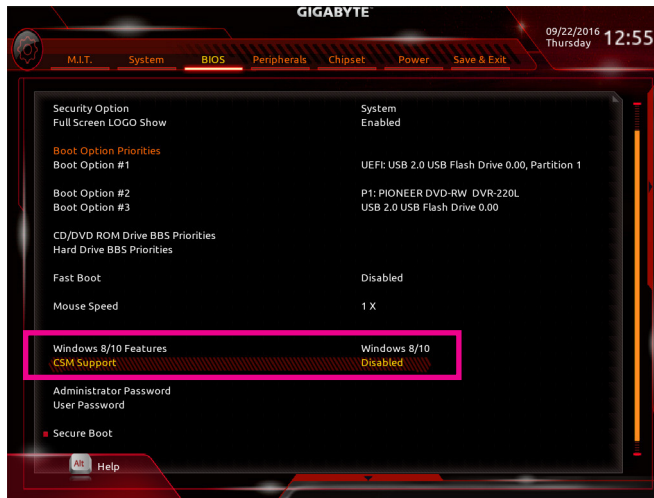 GIGABYTE
09/22/2016 12:55
Thursday
M.I.T. System BIOS Peripherals Chipset Power Save & Exit
Security Option System
Full Screen LOGO Show Enabled
Boot Option Priorities
Boot Option #1 UEFI: USB 2.0 USB Flash Drive 0.00, Partition 1
Boot Option #2 P1: PIONEER DVD-RW DVR-220L
Boot Option #3 USB 2.0 USB Flash Drive 0.00
CD/DVD ROM Drive BBS Priorities
Hard Drive BBS Priorities
Fast Boot Disabled
Mouse Speed 1 X
Windows 8/10 Features Windows 8/10
CSM Support Disabled
Administrator Password
User Password
Secure Boot
Alt Help